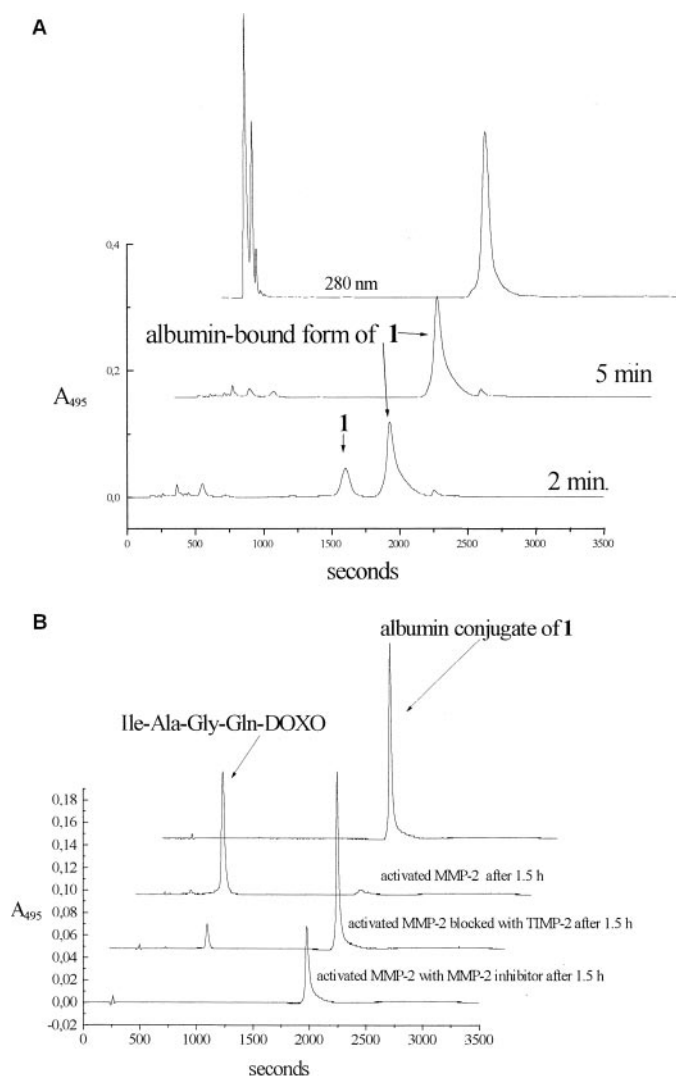 A
0,4
280 nm
albumin-bound form of 1
0,2
5 min
A495
1
2 min.
0,0
0 500 1000 1500 2000 2500 3000 3500
seconds
B
albumin conjugate of 1
Ile-Ala-Gly-Gln-DOXO
0,18
0,16
0,14
0,12
activated MMP-2 after 1.5 h
0,10
A495
0,08
activated MMP-2 blocked with TIMP-2 after 1.5 h
0,06
0,04
activated MMP-2 with MMP-2 inhibitor after 1.5 h
0,02
0,00
-0,02
0 500 1000 1500 2000 2500 3000 3500
seconds